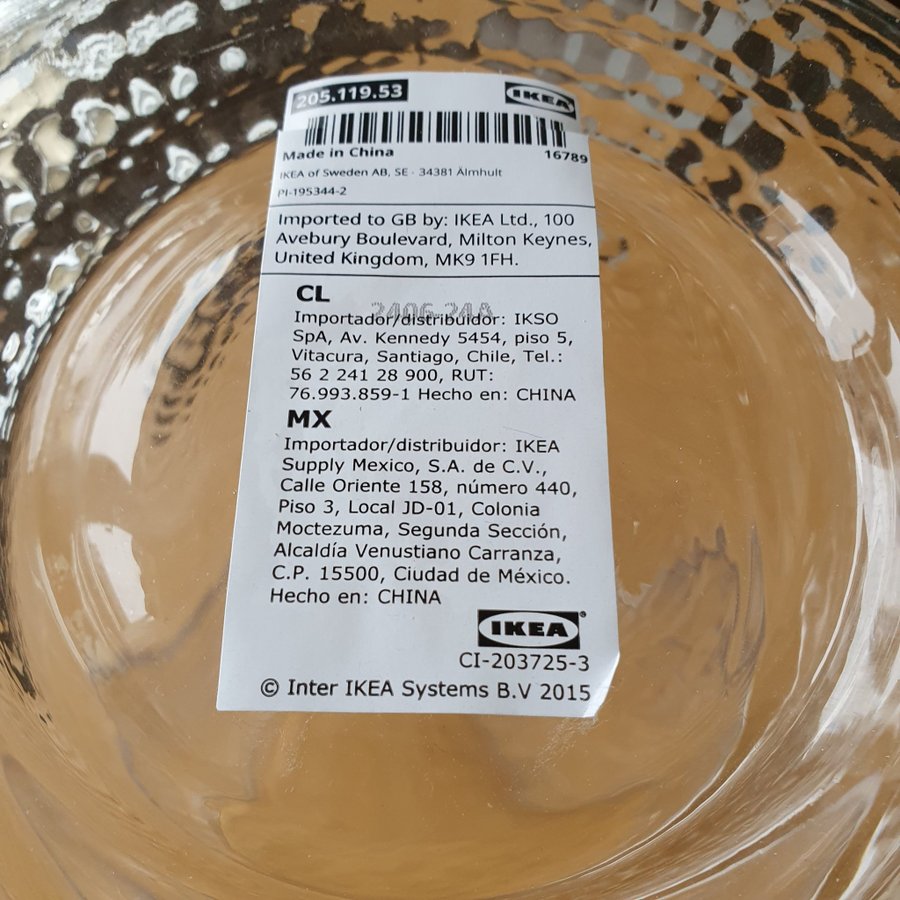 205.119.53 IKEA
Made in China 16789
IKEA of Sweden AB, SE · 34381 Älmhult
PI-195344-2
Imported to GB by: IKEA Ltd., 100
Avebury Boulevard, Milton Keynes,
United Kingdom, MK9 1FH.
CL
2406 24A
Importador/distribuidor: IKSO
SpA, Av. Kennedy 5454, piso 5,
Vitacura, Santiago, Chile, Tel.:
56 2 241 28 900, RUT:
76.993.859-1 Hecho en: CHINA
MX
Importador/distribuidor: IKEA
Supply Mexico, S.A. de C.V.,
Calle Oriente 158, número 440,
Piso 3, Local JD-01, Colonia
Moctezuma, Segunda Sección,
Alcaldía Venustiano Carranza,
C.P. 15500, Ciudad de México.
Hecho en: CHINA
IKEA®
CI-203725-3
© Inter IKEA Systems B.V 2015